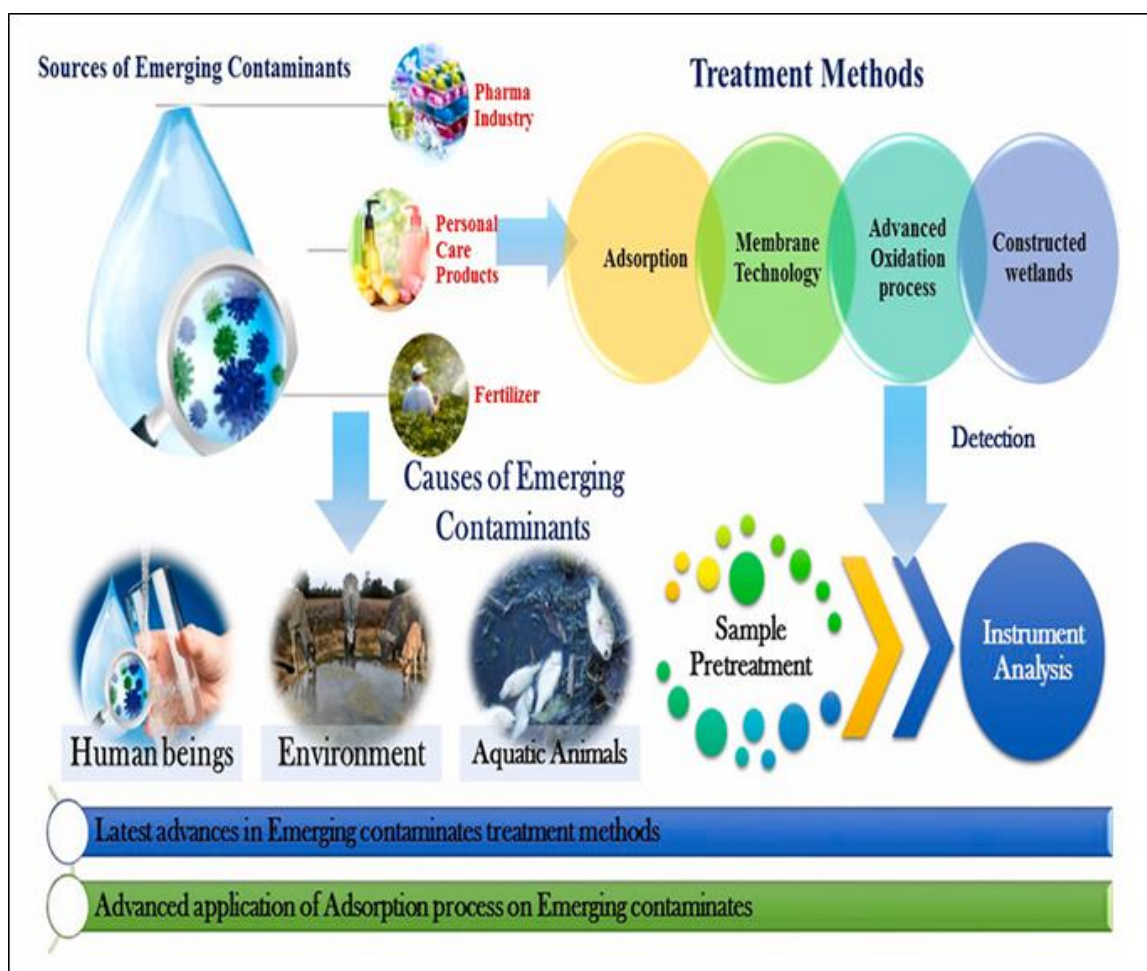 Sources of Emerging Contaminants
Pharma
Industry
Personal
Care
Products
Fertilizer
Treatment Methods
Adsorption
Membrane
Technology
Advanced
Oxidation
process
Constructed
wetlands
Detection
Causes of Emerging
Contaminants
Human beings
Environment
Aquatic Animals
Sample
Pretreatment
Instrument
Analysis
Latest advances in Emerging contaminates treatment methods
Advanced application of Adsorption process on Emerging contaminates